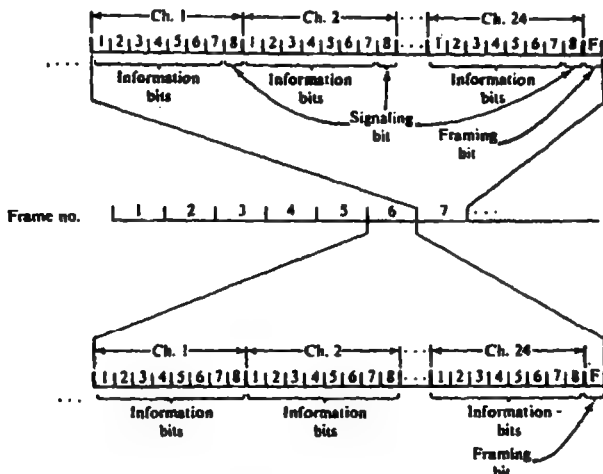 Ch. 1 Ch. 2 ... Ch. 24
1 2 3 4 5 6 7 8 1 2 3 4 5 6 7 8 ... 1 2 3 4 5 6 7 8 F
... Information bits Information bits Information bits
Signaling bit
Framing bit
Frame no. 1 2 3 4 5 6 7 ...
Ch. 1 Ch. 2 ... Ch. 24
1 2 3 4 5 6 7 8 1 2 3 4 5 6 7 8 ... 1 2 3 4 5 6 7 8 F
... Information bits Information bits Information - bits
Framing bit